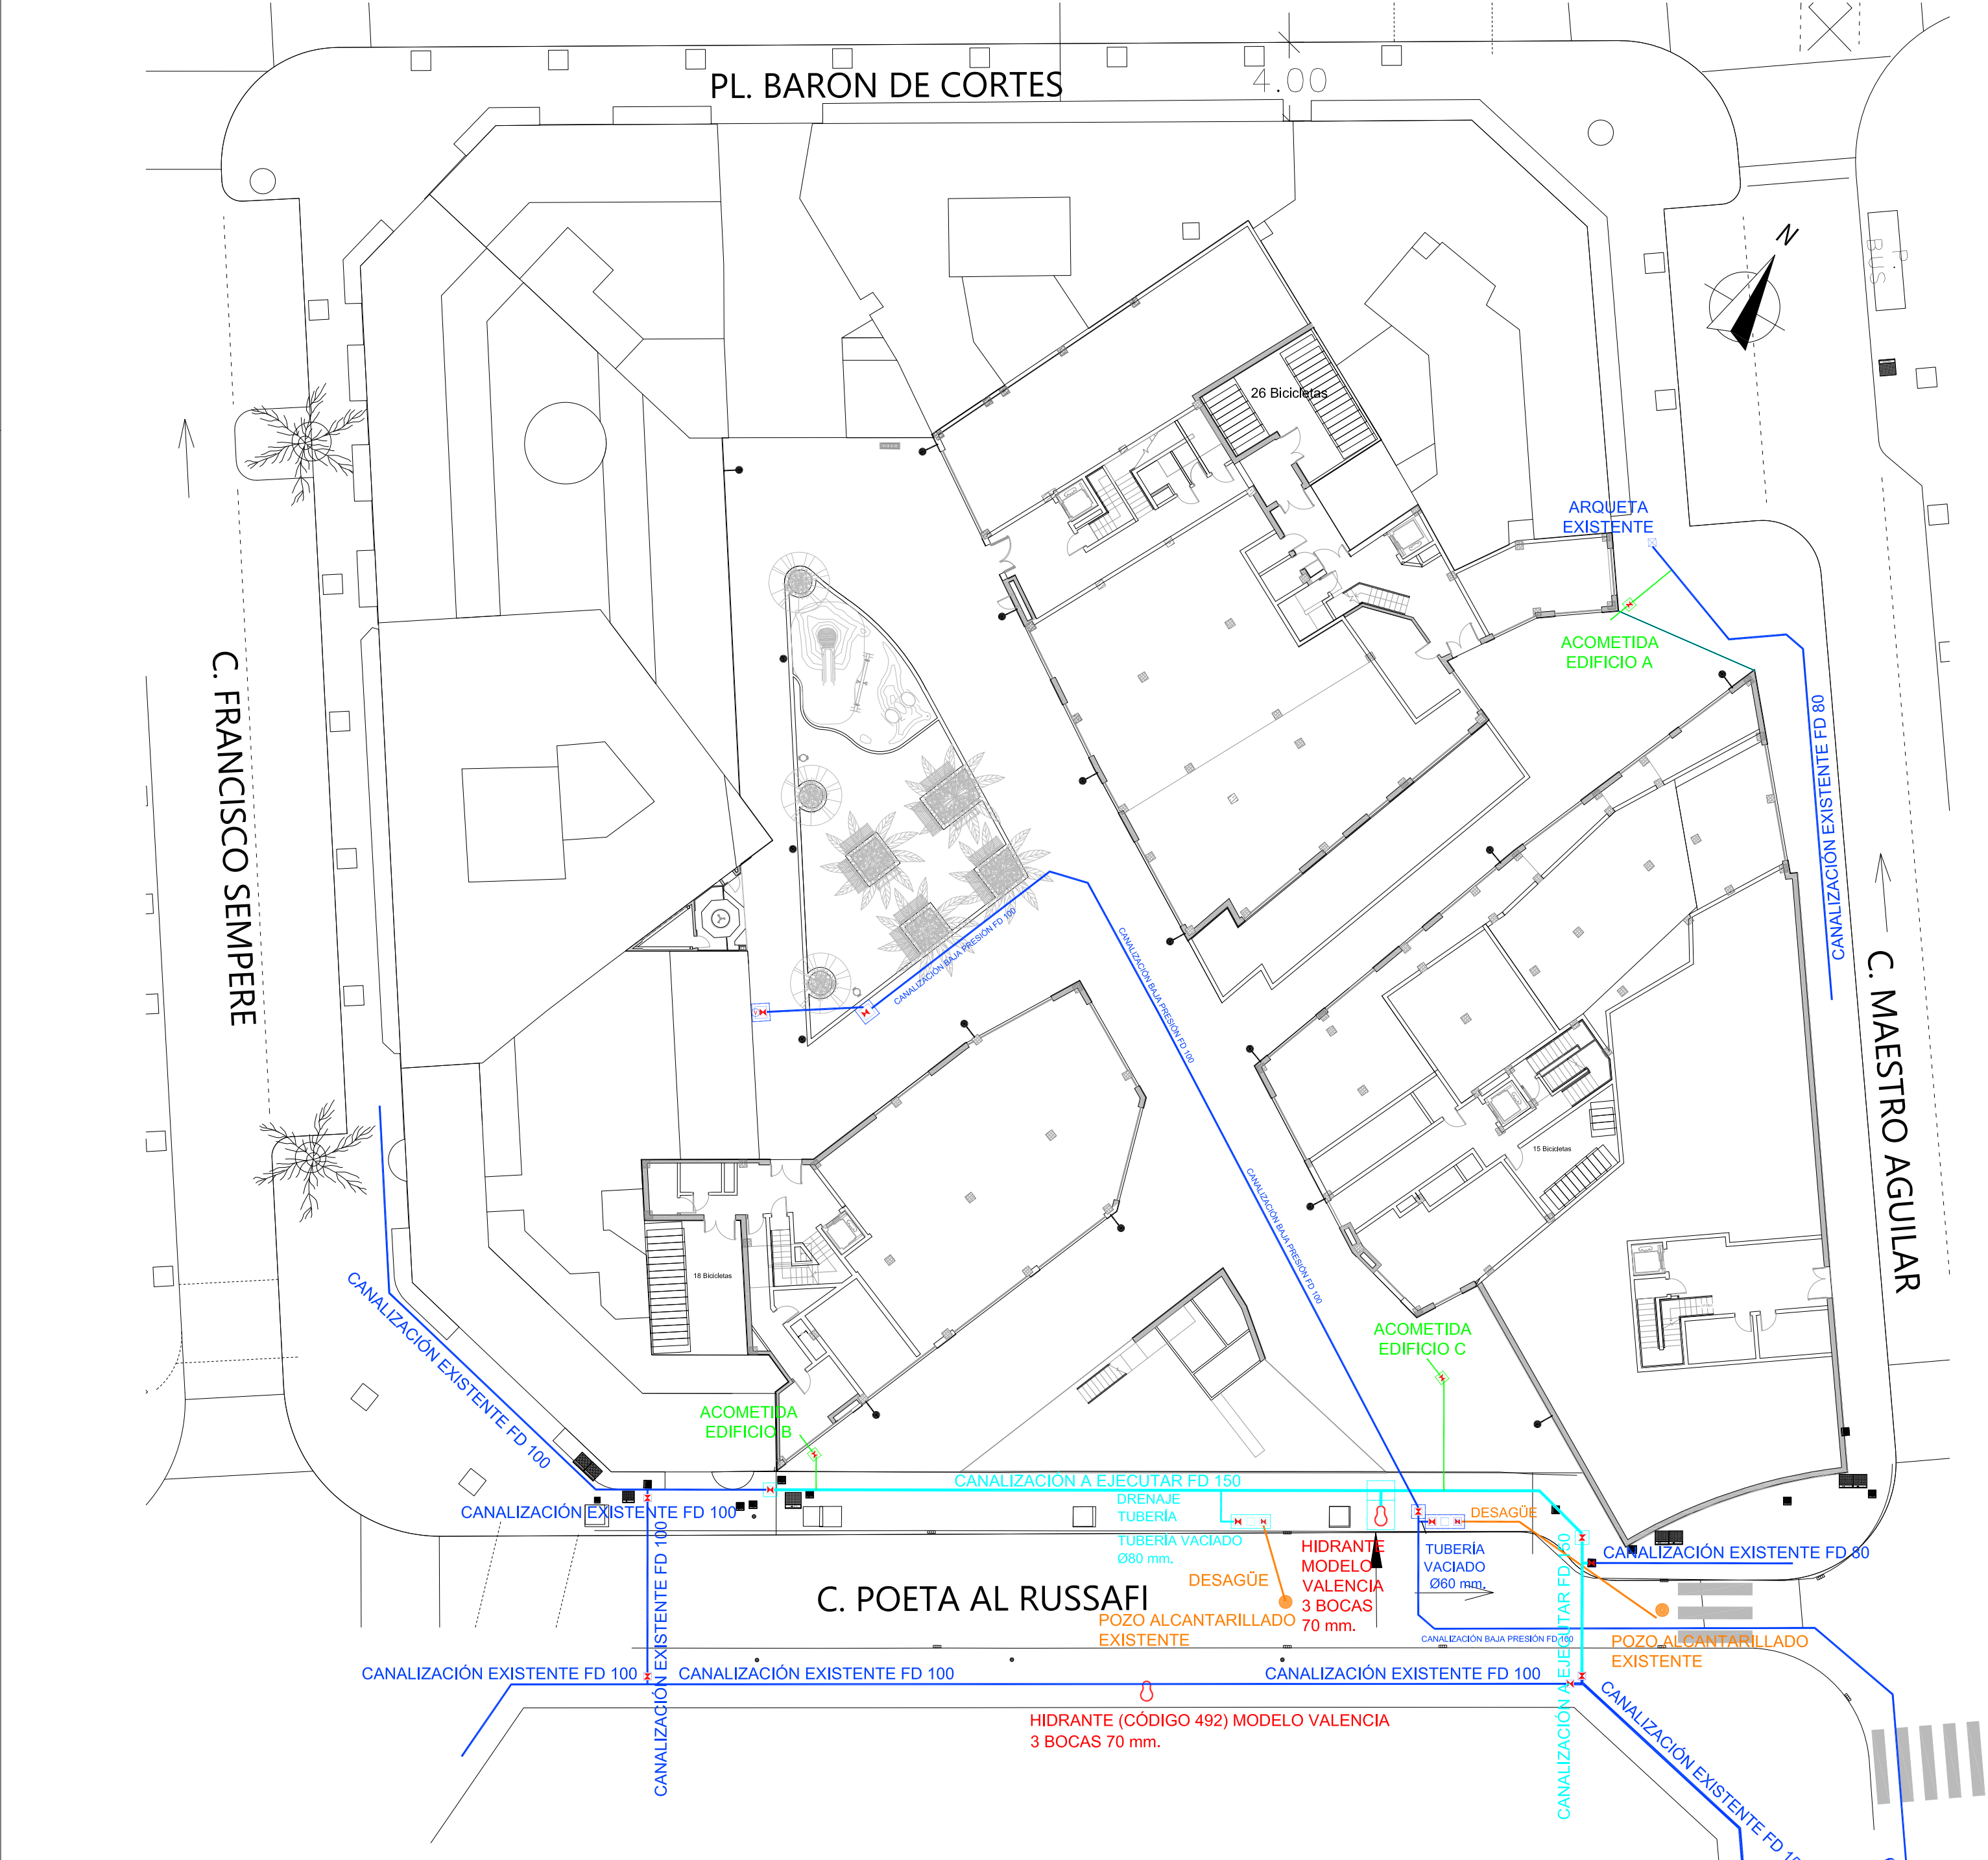 PL. BARON DE CORTES
4.00
N
P.
BUS
26 Bicicletas
ARQUETA
EXISTENTE
ACOMETIDA
EDIFICIO A
C. FRANCISCO SEMPERE
CANALIZACIÓN EXISTENTE FD 80
CANALIZACIÓN BAJA PRESIÓN FD 100
CANALIZACIÓN BAJA PRESIÓN FD 100
C. MAESTRO AGUILAR
15 Bicicletas
CANALIZACIÓN BAJA PRESIÓN FD 100
18 Bicicletas
CANALIZACIÓN EXISTENTE FD 100
ACOMETIDA
EDIFICIO C
ACOMETIDA
EDIFICIO B
CANALIZACIÓN A EJECUTAR FD 150
CANALIZACIÓN EXISTENTE FD 100
DRENAJE
TUBERÍA
TUBERÍA VACIADO
Ø80 mm.
DESAGÜE
HIDRANTE
MODELO
VALENCIA
3 BOCAS
70 mm.
TUBERÍA
VACIADO
Ø60 mm.
DESAGÜE
CANALIZACIÓN EXISTENTE FD 80
C. POETA AL RUSSAFI
POZO ALCANTARILLADO
EXISTENTE
CANALIZACIÓN BAJA PRESIÓN FD 100
POZO ALCANTARILLADO
EXISTENTE
CANALIZACIÓN EXISTENTE FD 100
CANALIZACIÓN A EJECUTAR FD 150
CANALIZACIÓN EXISTENTE FD 100
CANALIZACIÓN EXISTENTE FD 100
CANALIZACIÓN EXISTENTE FD 100
HIDRANTE (CÓDIGO 492) MODELO VALENCIA
3 BOCAS 70 mm.
CANALIZACIÓN EXISTENTE FD